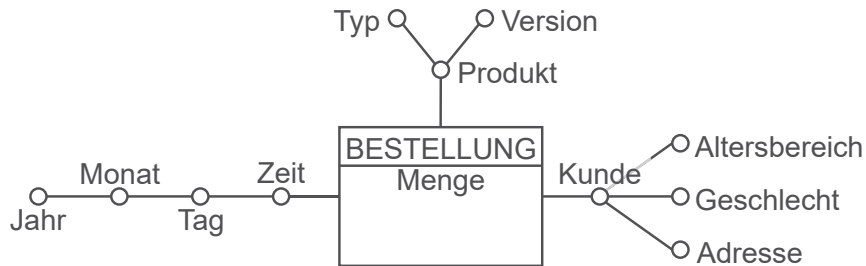 Typ
Version
Produkt
BESTELLUNG
Menge
Zeit
Monat
Tag
Jahr
Kunde
Altersbereich
Geschlecht
Adresse